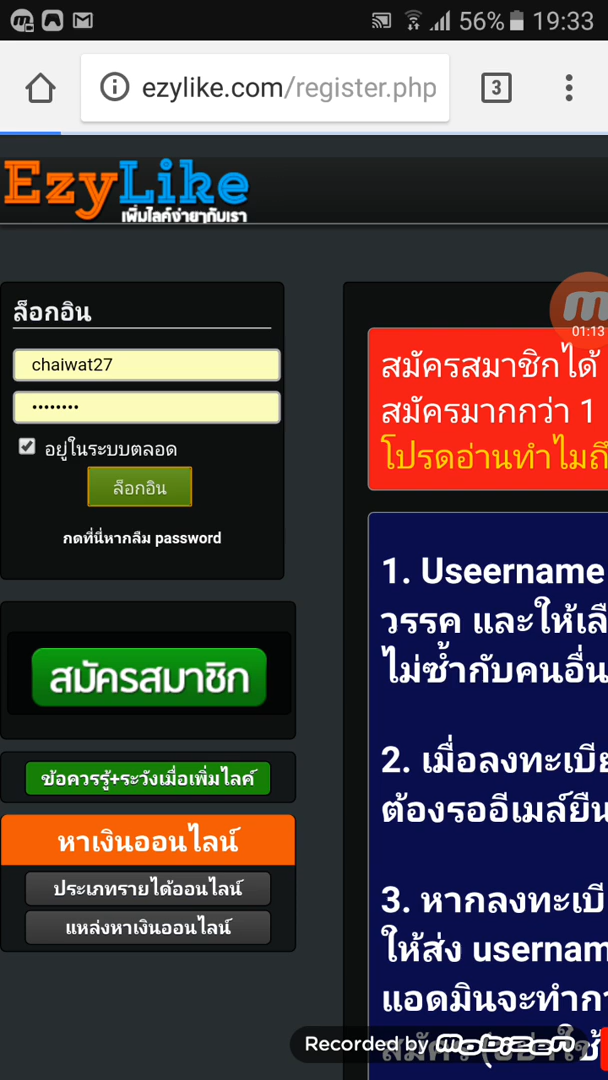 56% 19:33
ezylike.com/register.php
3
EzyLike
เพิ่มไลค์ง่ายๆกับเรา
ล็อกอิน
chaiwat27
••••••••
อยู่ในระบบตลอด
ล็อกอิน
กดที่นี่หากลืม password
สมัครสมาชิก
ข้อควรรู้+ระวังเมื่อเพิ่มไลค์
หาเงินออนไลน์
ประเภทรายได้ออนไลน์
แหล่งหาเงินออนไลน์
01:13
สมัครสมาชิกได้
สมัครมากกว่า 1
โปรดอ่านทำไมถึ
1. Useername
วรรค และให้เลื
ไม่ซ้ำกับคนอื่น
2. เมื่อลงทะเบีย
ต้องรออีเมล์ยืน
3. หากลงทะเบี
ให้ส่ง usernam
แอดมินจะทำกา
Recorded by mobizen